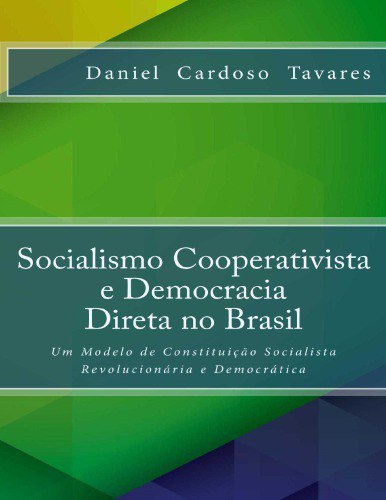 Daniel Cardoso Tavares
Socialismo Cooperativista
e Democracia
Direta no Brasil
Um Modelo de Constituição Socialista
Revolucionária e Democrática